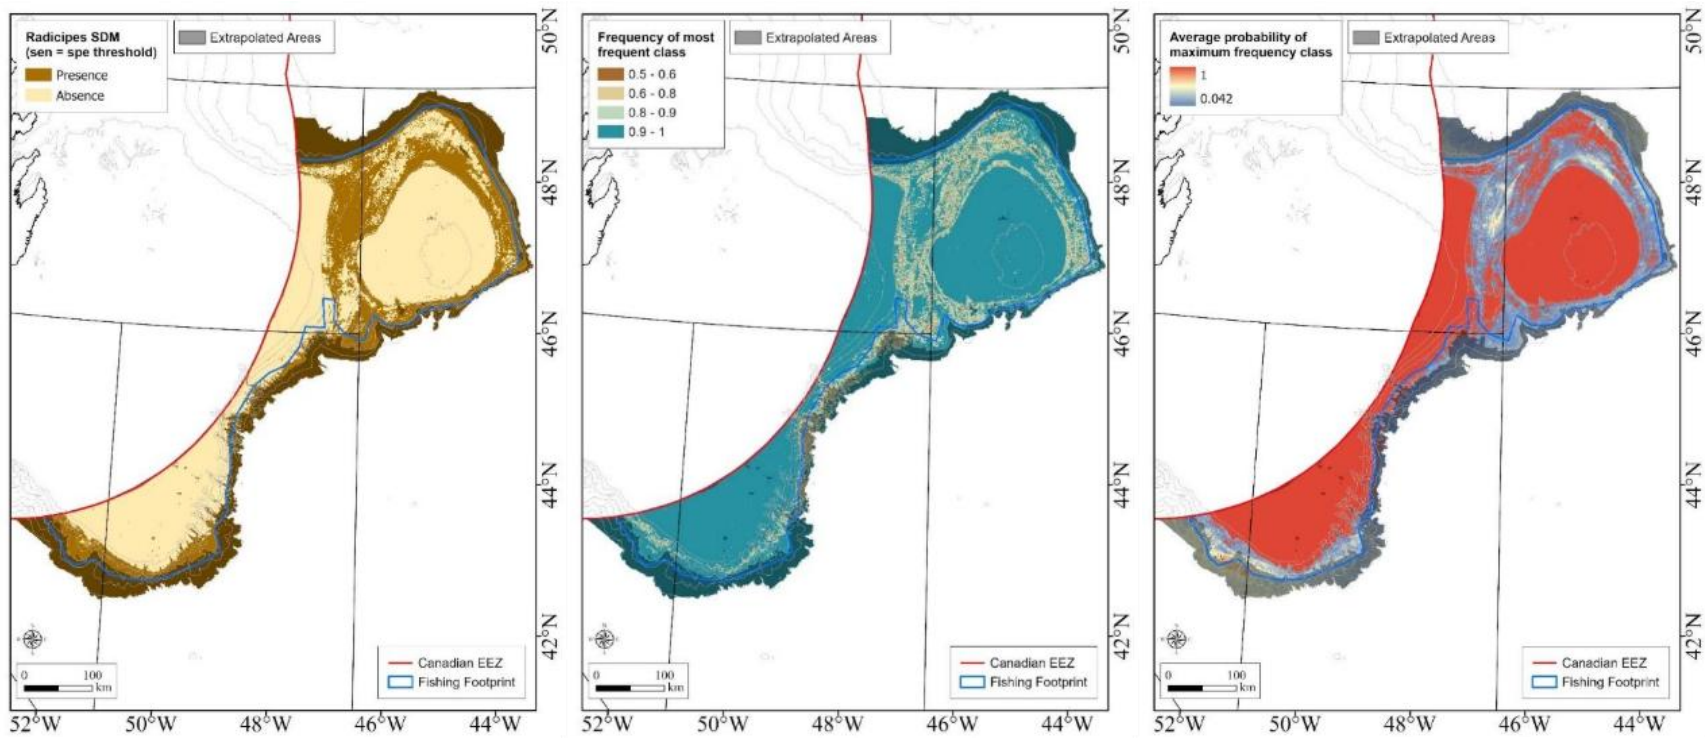 Radicipes SDM
(sen = spe threshold)
Presence
Absence
Extrapolated Areas
50°N
48°N
46°N
44°N
42°N
0 100
km
Canadian EEZ
Fishing Footprint
52°W 50°W 48°W 46°W 44°W
Frequency of most
frequent class
0.5 - 0.6
0.6 - 0.8
0.8 - 0.9
0.9 - 1
Extrapolated Areas
50°N
48°N
46°N
44°N
42°N
0 100
km
Canadian EEZ
Fishing Footprint
52°W 50°W 48°W 46°W 44°W
Average probability of
maximum frequency class
1
0.042
Extrapolated Areas
50°N
48°N
46°N
44°N
42°N
0 100
km
Canadian EEZ
Fishing Footprint
52°W 50°W 48°W 46°W 44°W